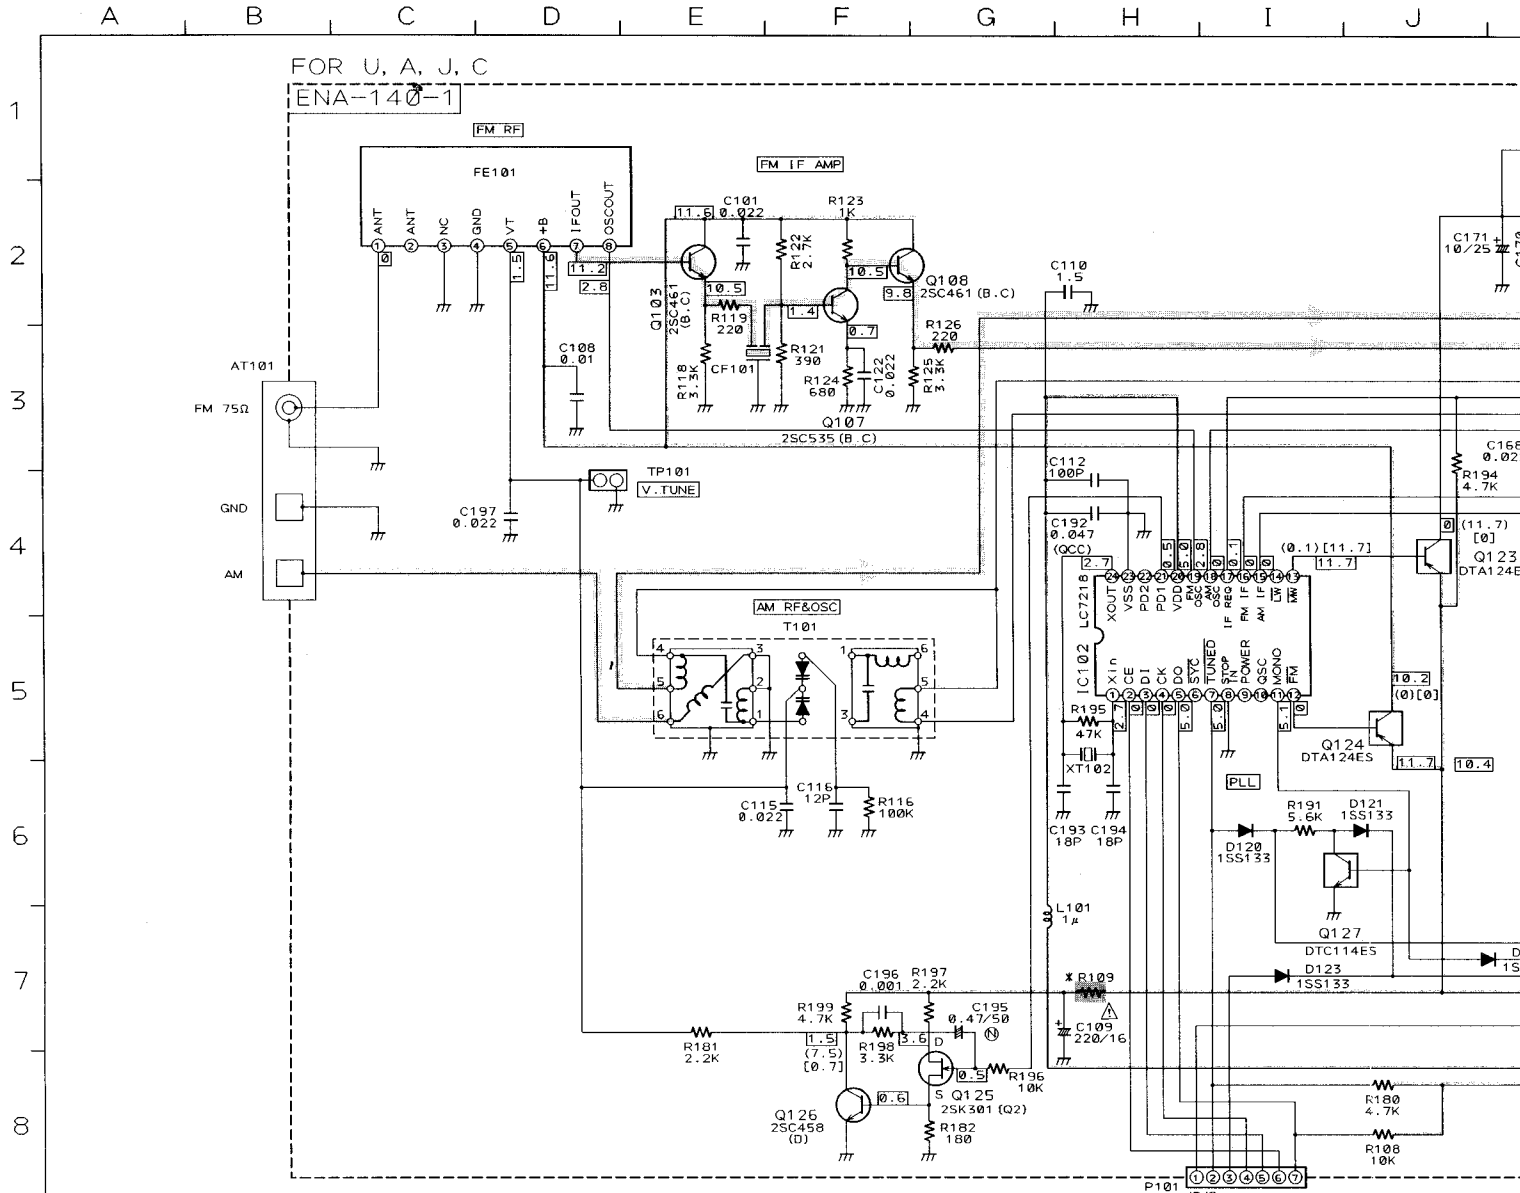 A B C D E F G H I J
FOR U, A, J, C
ENA-140-1
1
FM RF
FE101
FM IF AMP
ANT ANT NC GND VT +B IFOUT OSCOUT
1 2 3 4 5 6 7 8
0 1.5 11.6 11.2 2.8
11.6
C101
0.022
R123
1K
R122
2.7K
2
Q103
2SC461
(B.C)
10.5
R119
220
1.4
10.5
9.8
Q108
2SC461(B.C)
C110
1.5
C171
10/25
+
C170
0.7
R126
220
C108
0.01
R118
3.3K
CF101
R121
390
R124
680
C122
0.022
R125
3.3K
AT101
3
FM 75Ω
Q107
2SC535(B.C)
TP101
V.TUNE
C112
100P
C168
0.02
R194
4.7K
GND
C197
0.022
C192
0.047
(QCC)
4
AM
2.7
0.5 5.0 2.8 0 0.1 0 0
(0.1)[11.7]
11.7
0
(11.7)
[0]
Q123
DTA124E
24 23 22 21 20 19 18 17 16 15 14 13
XOUT VSS PD2 PD1 VDD FM OSC AM OSC IF REQ FM IF AM IF LW MW
IC102 LC7218
AM RF&OSC
T101
4 3 1 6
5 2 5
6 1 3 4
5
Xin CE DI CK DO SYC TUNED STOP IN POWER QSC MONO FM
1 2 3 4 5 6 7 8 9 10 11 12
2.7 0 0 0 5.0 5.0 5.1 0
10.2
(0)[0]
R195
47K
XT102
Q124
DTA124ES
11.7
10.4
PLL
C115
0.022
C116
12P
R116
100K
C193
18P
C194
18P
R191
5.6K
D121
1SS133
6
D120
1SS133
L101
1μ
Q127
DTC114ES
D123
1SS133
D
1S
7
C196
0.001
R197
2.2K
* R109
R199
4.7K
C195
0.47/50
N
+
C109
220/16
R181
2.2K
1.5
(7.5)
[0.7]
R198
3.3K
3.6
D
0.5
R196
10K
S
Q125
2SK301(Q2)
0.6
Q126
2SC458
(D)
R182
180
R180
4.7K
8
R108
10K
P101
1 2 3 4 5 6 7